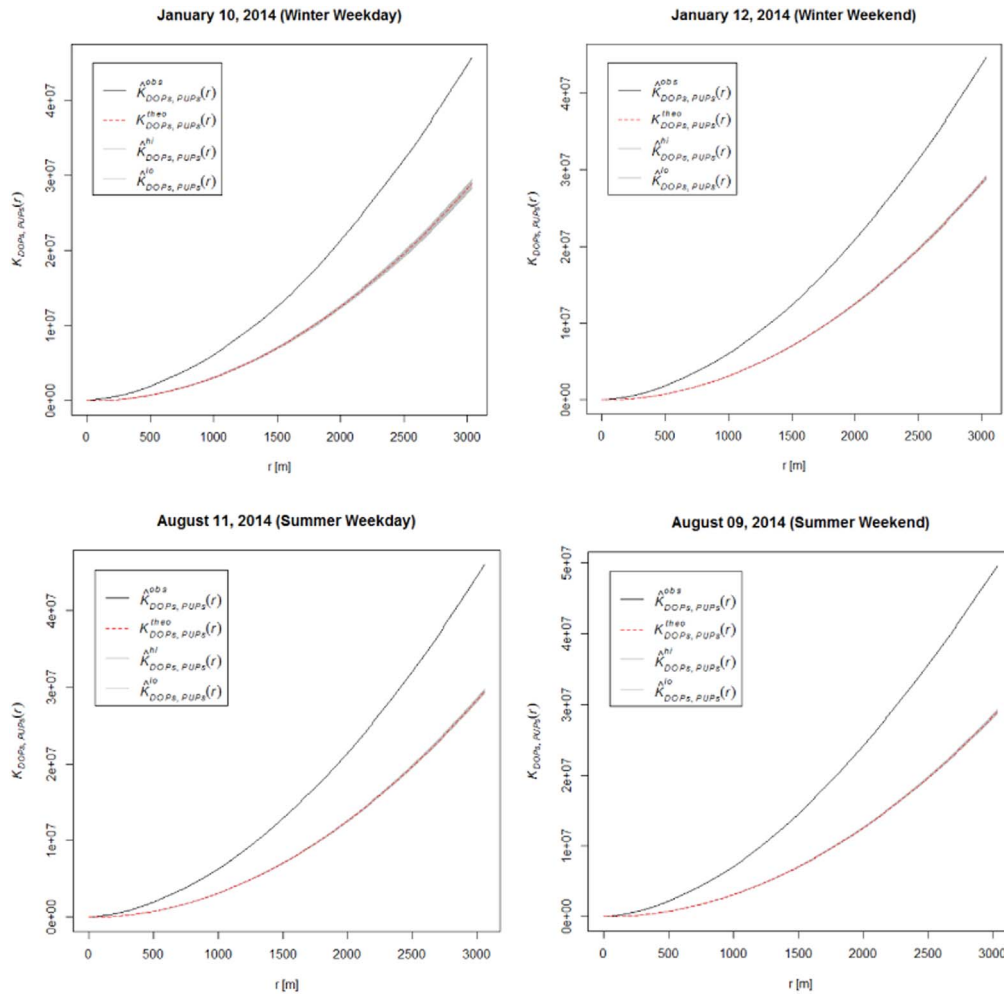 January 10, 2014 (Winter Weekday)
K̂^obs_DOPs, PUPs(r)
K^theo_DOPs, PUPs(r)
K̂^hi_DOPs, PUPs(r)
K̂^lo_DOPs, PUPs(r)
K_DOPs, PUPs(r)
4e+07
3e+07
2e+07
1e+07
0e+00
0 500 1000 1500 2000 2500 3000
r [m]
January 12, 2014 (Winter Weekend)
K̂^obs_DOPs, PUPs(r)
K^theo_DOPs, PUPs(r)
K̂^hi_DOPs, PUPs(r)
K̂^lo_DOPs, PUPs(r)
K_DOPs, PUPs(r)
4e+07
3e+07
2e+07
1e+07
0e+00
0 500 1000 1500 2000 2500 3000
r [m]
August 11, 2014 (Summer Weekday)
K̂^obs_DOPs, PUPs(r)
K^theo_DOPs, PUPs(r)
K̂^hi_DOPs, PUPs(r)
K̂^lo_DOPs, PUPs(r)
K_DOPs, PUPs(r)
4e+07
3e+07
2e+07
1e+07
0e+00
0 500 1000 1500 2000 2500 3000
r [m]
August 09, 2014 (Summer Weekend)
K̂^obs_DOPs, PUPs(r)
K^theo_DOPs, PUPs(r)
K̂^hi_DOPs, PUPs(r)
K̂^lo_DOPs, PUPs(r)
K_DOPs, PUPs(r)
5e+07
4e+07
3e+07
2e+07
1e+07
0e+00
0 500 1000 1500 2000 2500 3000
r [m]